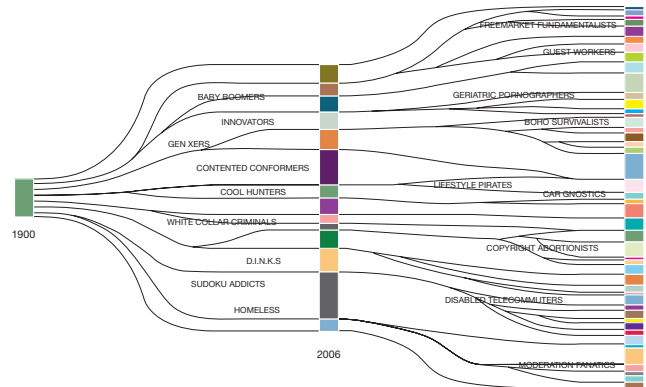 FREEMARKET FUNDAMENTALISTS
GUEST WORKERS
BABY BOOMERS
GERIATRIC PORNOGRAPHERS
INNOVATORS
BOHO SURVIVALISTS
GEN XERS
CONTENTED CONFORMERS
LIFESTYLE PIRATES
COOL HUNTERS
CAR GNOSTICS
WHITE COLLAR CRIMINALS
1900
COPYRIGHT ABORTIONISTS
D.I.N.K.S
SUDOKU ADDICTS
DISABLED TELECOMMUTERS
HOMELESS
2006
MODERATION FANATICS